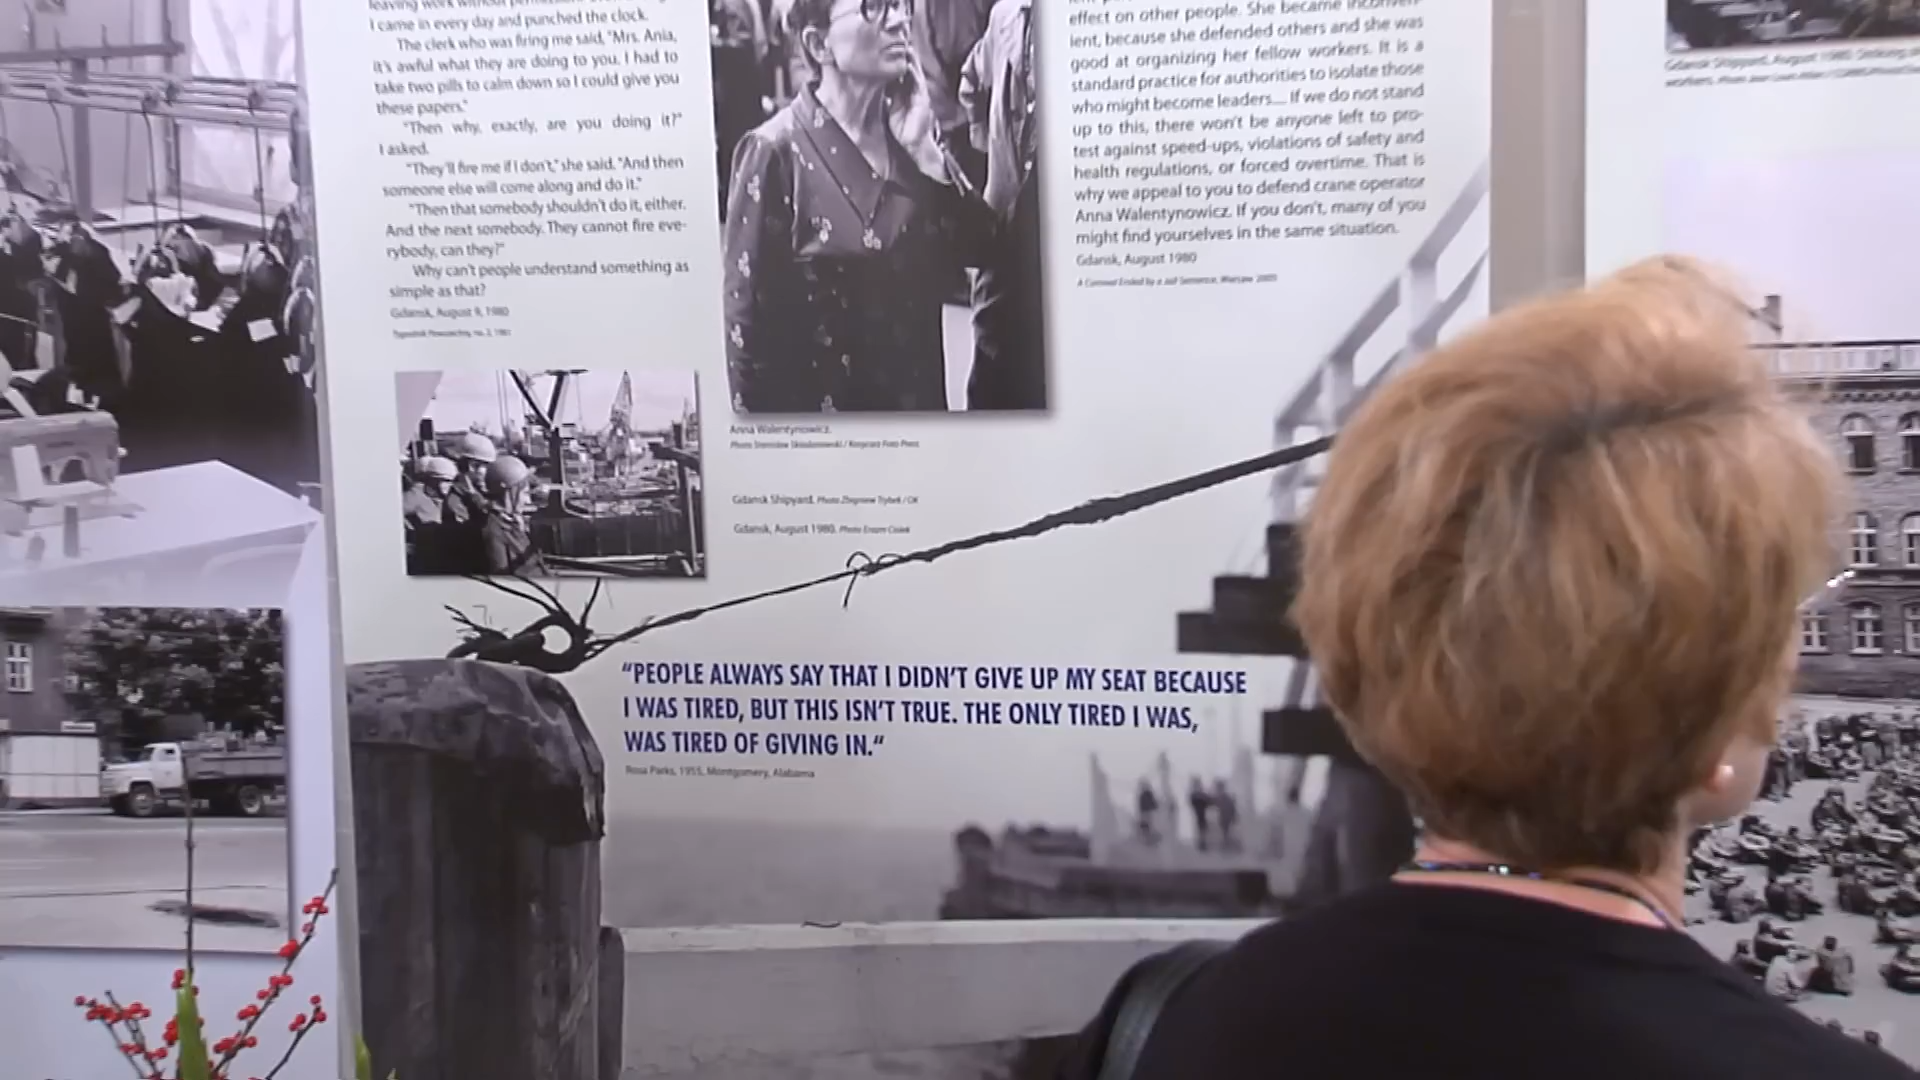 I came in every day and punched the clock.
The clerk who was firing me said, "Mrs. Ania,
it's awful what they are doing to you. I had to
take two pills to calm down so I could give you
these papers."
"Then why, exactly, are you doing it?"
I asked.
"They'll fire me if I don't," she said. "And then
someone else will come along and do it."
"Then that somebody shouldn't do it, either.
And the next somebody. They cannot fire eve-
rybody, can they?"
Why can't people understand something as
simple as that?
Gdansk, August 9, 1980
Anna Walentynowicz.
Gdansk Shipyard.
Gdansk, August 1980.
effect on other people. She became inconven-
ient, because she defended others and she was
good at organizing her fellow workers. It is a
standard practice for authorities to isolate those
who might become leaders.... If we do not stand
up to this, there won't be anyone left to pro-
test against speed-ups, violations of safety and
health regulations, or forced overtime. That is
why we appeal to you to defend crane operator
Anna Walentynowicz. If you don't, many of you
might find yourselves in the same situation.
Gdansk, August 1980
"PEOPLE ALWAYS SAY THAT I DIDN'T GIVE UP MY SEAT BECAUSE
I WAS TIRED, BUT THIS ISN'T TRUE. THE ONLY TIRED I WAS,
WAS TIRED OF GIVING IN."
Rosa Parks, 1955, Montgomery, Alabama
Gdansk Shipyard, August 1980.